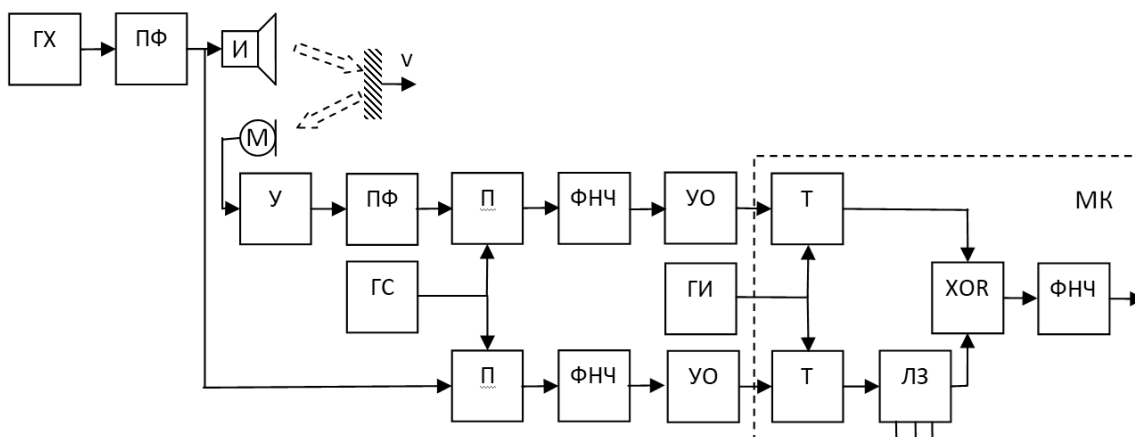 ГХ
ПФ
И
v
М
У
ПФ
П
ФНЧ
УО
Т
МК
ГС
ГИ
XOR
ФНЧ
П
ФНЧ
УО
Т
ЛЗ